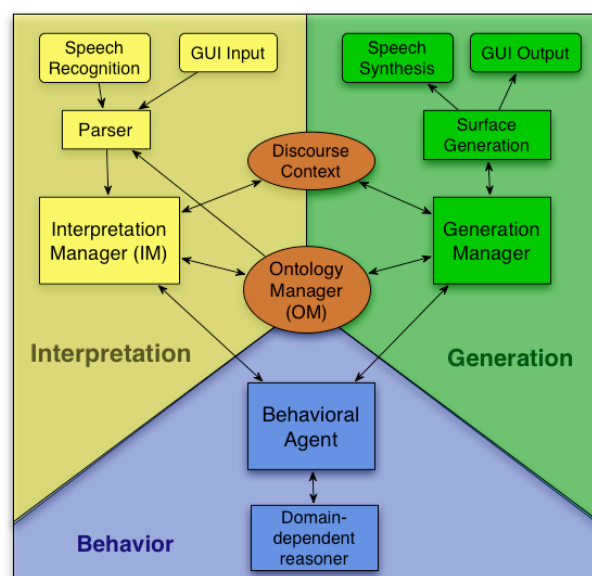 Speech
Recognition
GUI Input
Speech
Synthesis
GUI Output
Parser
Surface
Generation
Discourse
Context
Interpretation
Manager (IM)
Generation
Manager
Ontology
Manager
(OM)
Interpretation
Generation
Behavioral
Agent
Domain-
dependent
reasoner
Behavior